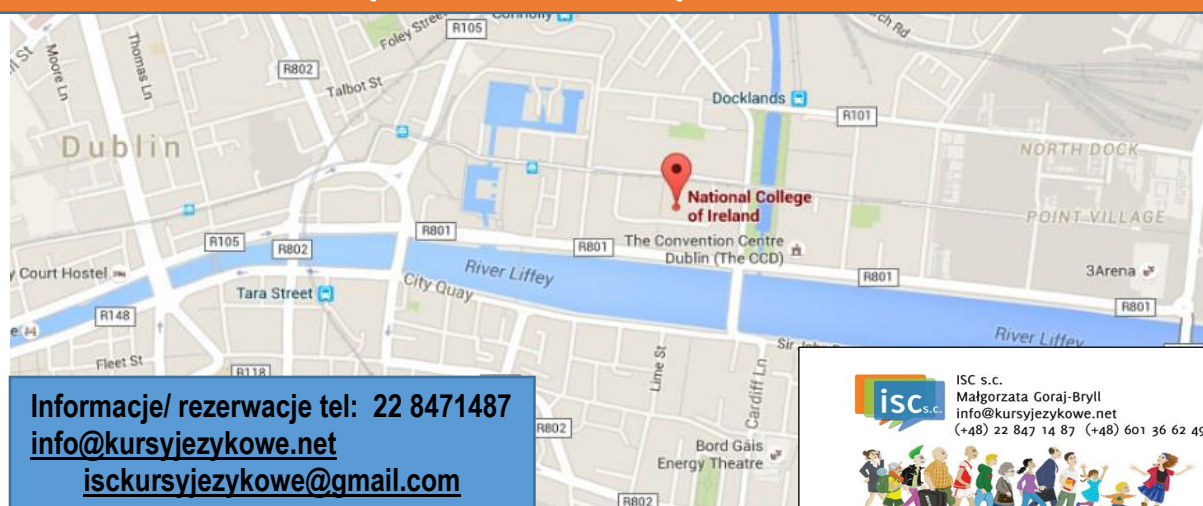 Connolly
R105
Foley Street
Moore Ln
Thomas Ln
R802
Talbot St
Docklands
R101
Dublin
NORTH DOCK
National College
of Ireland
POINT VILLAGE
R105
R802
R801
R801
The Convention Centre
Dublin (The CCD)
R801
3Arena
R801
Court Hostel
River Liffey
City Quay
Tara Street
R148
River Liffey
Fleet St
R118
Lime St
Cardiff Ln
R802
Bord Gáis
Energy Theatre
R802
Informacje/ rezerwacje tel: 22 8471487
info@kursyjezykowe.net
isckursyjezykowe@gmail.com
isc s.c.
ISC s.c.
Małgorzata Goraj-Bryll
info@kursyjezykowe.net
(+48) 22 847 14 87 (+48) 601 36 62 49